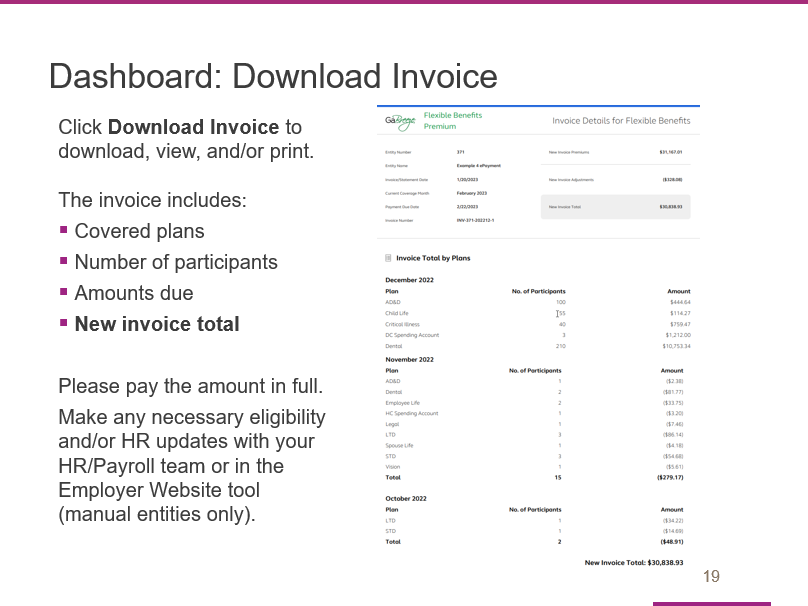 Dashboard: Download Invoice
Click Download Invoice to
download, view, and/or print.
The invoice includes:
Covered plans
Number of participants
Amounts due
New invoice total
Please pay the amount in full.
Make any necessary eligibility
and/or HR updates with your
HR/Payroll team or in the
Employer Website tool
(manual entities only).
GaBreeze Flexible Benefits
Premium
Invoice Details for Flexible Benefits
Entity Number 371
Entity Name Example 4 ePayment
Invoice/Statement Date 1/20/2023
Current Coverage Month February 2023
Payment Due Date 2/22/2023
Invoice Number INV-371-202312-1
New Invoice Premiums $31,167.01
New Invoice Adjustments ($328.08)
New Invoice Total $30,838.93
Invoice Total by Plans
December 2022
Plan No. of Participants Amount
AD&D 100 $444.64
Child Life 55 $114.27
Critical Illness 40 $759.47
DC Spending Account 3 $1,212.00
Dental 210 $10,753.34
November 2022
Plan No. of Participants Amount
AD&D 1 ($2.38)
Dental 2 ($81.77)
Employee Life 2 ($33.75)
HC Spending Account 1 ($3.20)
Legal 1 ($7.46)
LTD 3 ($86.14)
Spouse Life 1 ($4.18)
STD 3 ($54.68)
Vision 1 ($5.61)
Total 15 ($279.17)
October 2022
Plan No. of Participants Amount
LTD 1 ($34.22)
STD 1 ($14.69)
Total 2 ($48.91)
New Invoice Total: $30,838.93
19